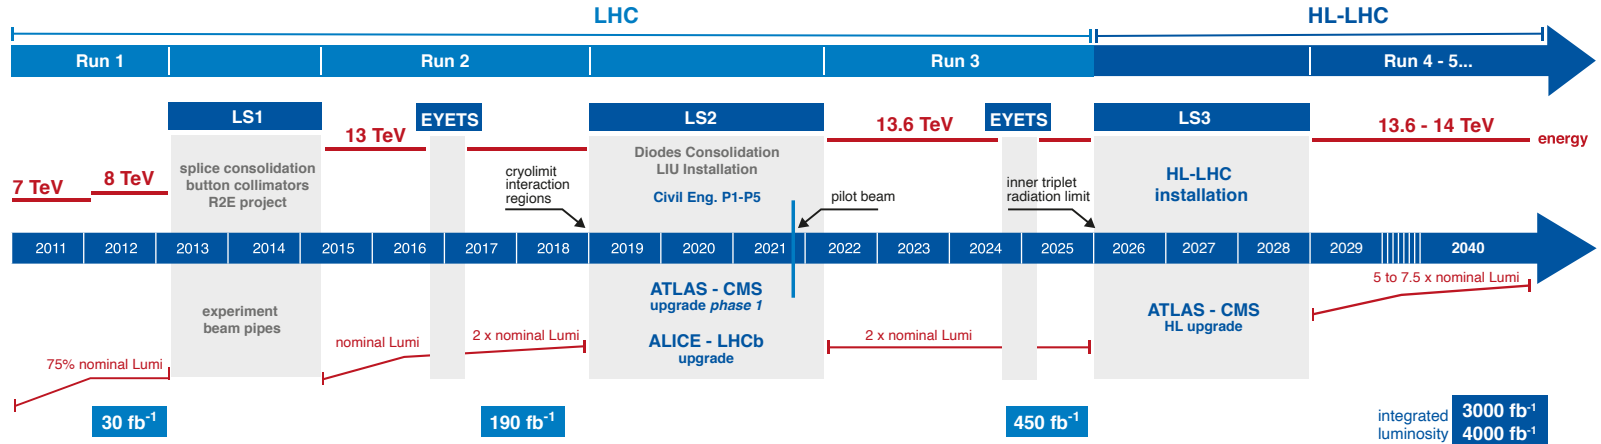 LHC
HL-LHC
Run 1
Run 2
Run 3
Run 4 - 5...
LS1
EYETS
LS2
EYETS
LS3
7 TeV
8 TeV
13 TeV
13.6 TeV
13.6 - 14 TeV
energy
splice consolidation
button collimators
R2E project
cryolimit
interaction
regions
Diodes Consolidation
LIU Installation
Civil Eng. P1-P5
pilot beam
inner triplet
radiation limit
HL-LHC
installation
2011
2012
2013
2014
2015
2016
2017
2018
2019
2020
2021
2022
2023
2024
2025
2026
2027
2028
2029
2040
experiment
beam pipes
ATLAS - CMS
upgrade phase 1
ALICE - LHCb
upgrade
ATLAS - CMS
HL upgrade
75% nominal Lumi
nominal Lumi
2 x nominal Lumi
2 x nominal Lumi
5 to 7.5 x nominal Lumi
30 fb⁻¹
190 fb⁻¹
450 fb⁻¹
integrated
luminosity
3000 fb⁻¹
4000 fb⁻¹